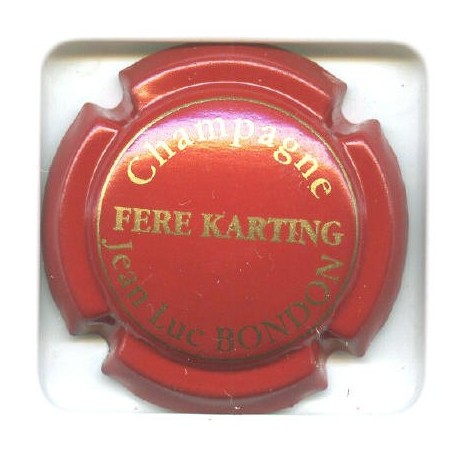 Champagne
FERE KARTING
Jean Luc BONDON